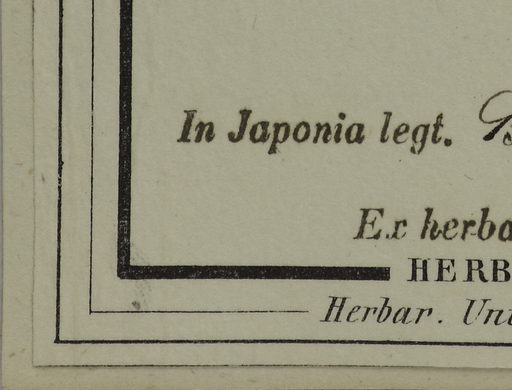 In Japonia legt. B
Ex herba
HERB
Herbar. Uni